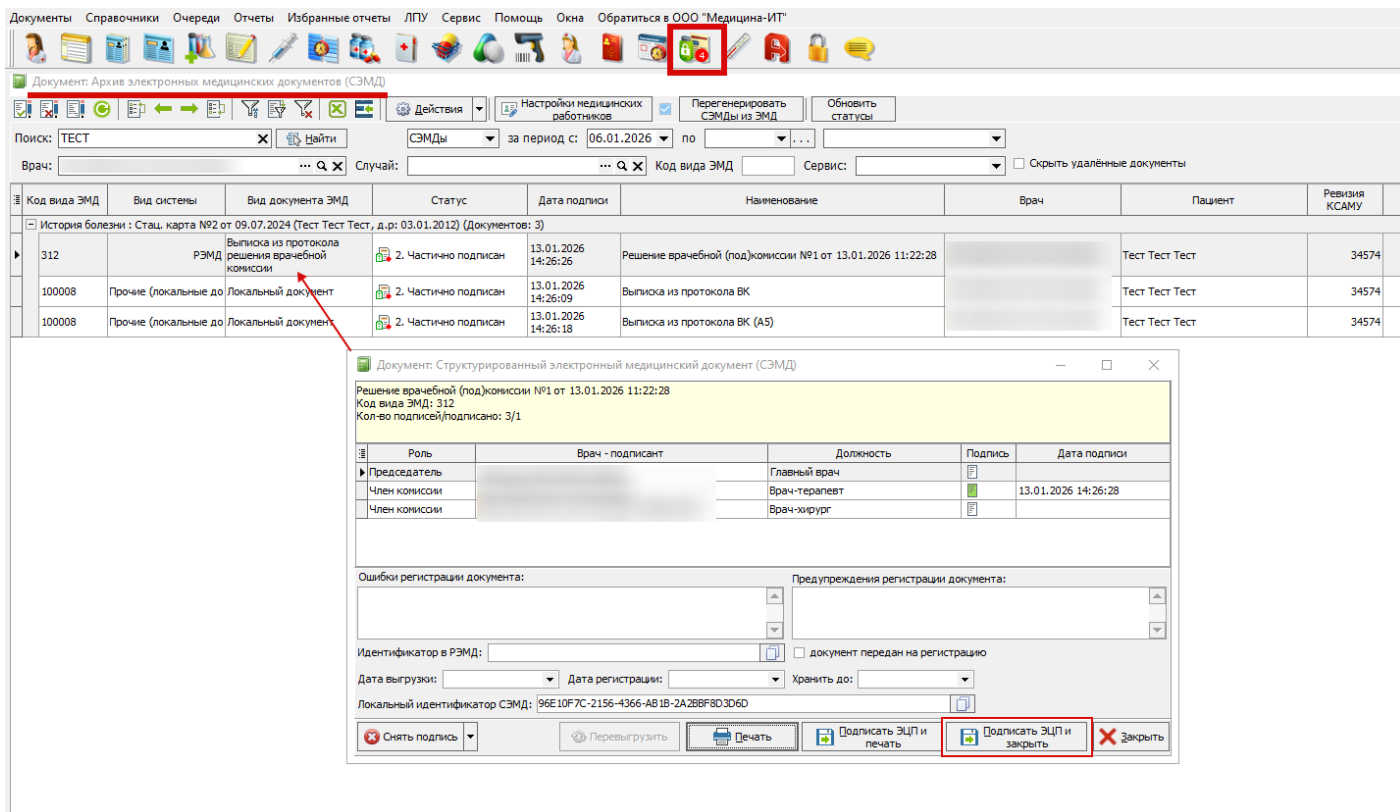 Документы Справочники Очереди Отчеты Избранные отчеты ЛПУ Сервис Помощь Окна Обратиться в ООО "Медицина-ИТ"
Документ: Архив электронных медицинских документов (СЭМД)
Действия Настройки медицинских работников Перегенерировать СЭМДы из ЭМД Обновить статусы
Поиск: ТЕСТ Найти СЭМДы за период с: 06.01.2026 по
Врач: Случай: Код вида ЭМД Сервис: Скрыть удалённые документы
Код вида ЭМД Вид системы Вид документа ЭМД Статус Дата подписи Наименование Врач Пациент Ревизия КСАМУ
История болезни : Стац. карта №2 от 09.07.2024 (Тест Тест Тест, д.р: 03.01.2012) (Документов: 3)
312 РЭМД Выписка из протокола решения врачебной комиссии 2. Частично подписан 13.01.2026 14:26:26 Решение врачебной (под)комиссии №1 от 13.01.2026 11:22:28 Тест Тест Тест 34574
100008 Прочие (локальные до Локальный документ 2. Частично подписан 13.01.2026 14:26:09 Выписка из протокола ВК Тест Тест Тест 34574
100008 Прочие (локальные до Локальный документ 2. Частично подписан 13.01.2026 14:26:18 Выписка из протокола ВК (А5) Тест Тест Тест 34574
Документ: Структурированный электронный медицинский документ (СЭМД)
Решение врачебной (под)комиссии №1 от 13.01.2026 11:22:28
Код вида ЭМД: 312
Кол-во подписей/подписано: 3/1
Роль Врач - подписант Должность Подпись Дата подписи
Председатель Главный врач
Член комиссии Врач-терапевт 13.01.2026 14:26:28
Член комиссии Врач-хирург
Ошибки регистрации документа: Предупреждения регистрации документа:
Идентификатор в РЭМД: документ передан на регистрацию
Дата выгрузки: Дата регистрации: Хранить до:
Локальный идентификатор СЭМД: 96E10F7C-2156-4366-AB1B-2A2BBF8D3D6D
Снять подпись Перевыгрузить Печать Подписать ЭЦП и печать Подписать ЭЦП и закрыть Закрыть